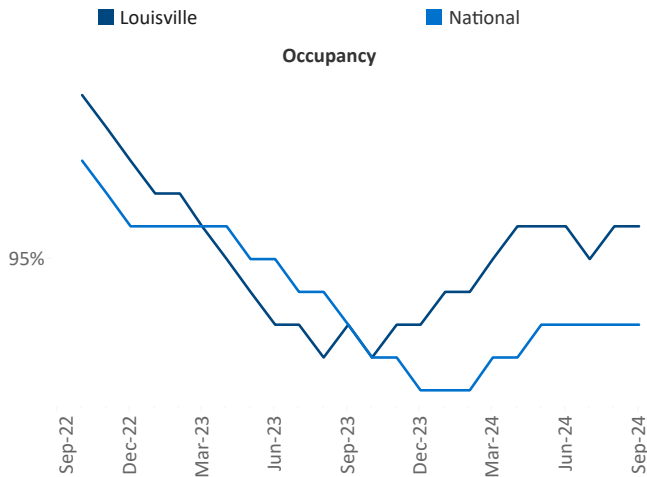 Louisville National
Occupancy
95%
Sep-22 Dec-22 Mar-23 Jun-23 Sep-23 Dec-23 Mar-24 Jun-24 Sep-24